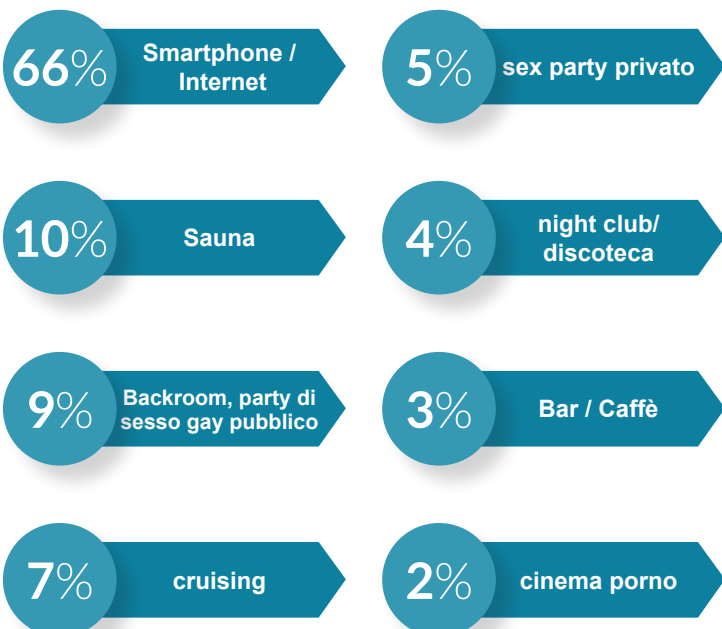 66%
Smartphone /
Internet
5%
sex party privato
10%
Sauna
4%
night club/
discoteca
9%
Backroom, party di
sesso gay pubblico
3%
Bar / Caffè
7%
cruising
2%
cinema porno